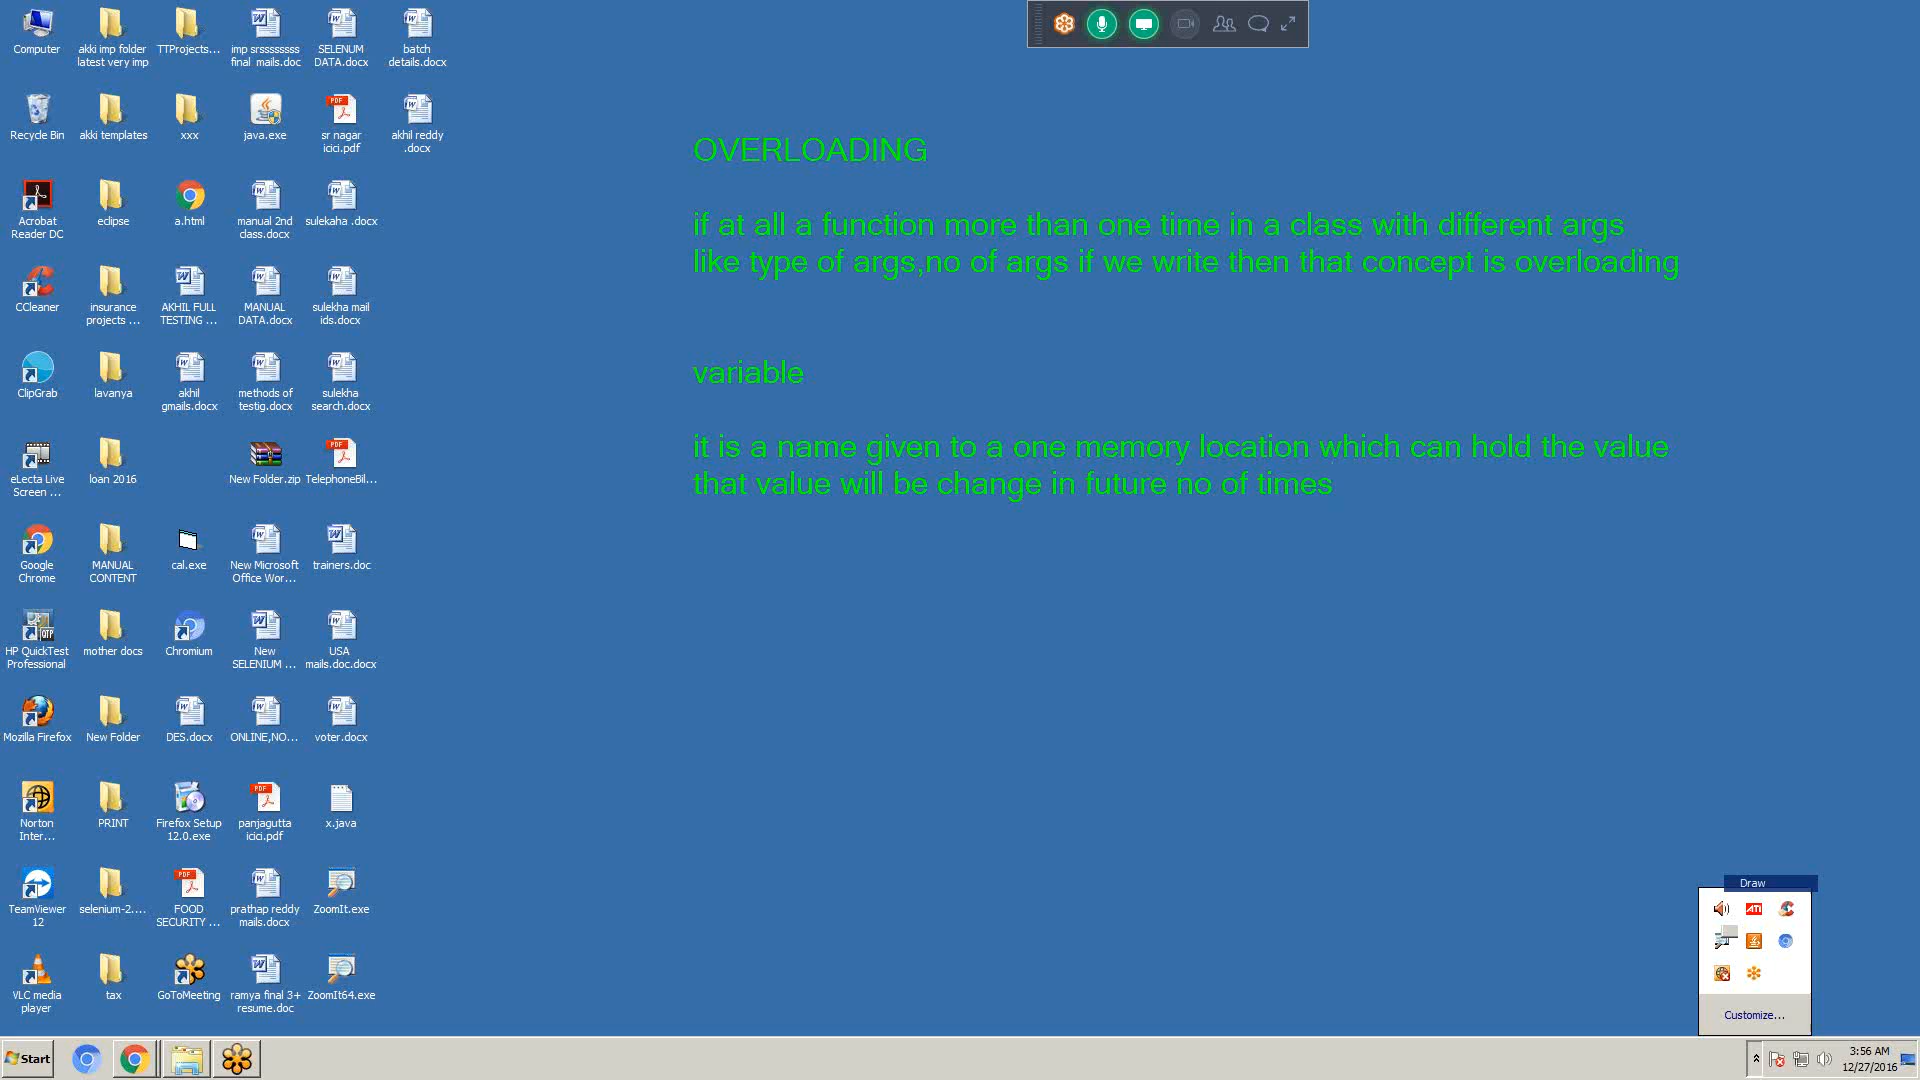 Computer
akki imp folder
latest very imp
TTProjects...
imp srsssssssss
final mails.doc
SELENUM
DATA.docx
batch
details.docx
Recycle Bin
akki templates
xxx
java.exe
sr nagar
icici.pdf
akhil reddy
.docx
Acrobat
Reader DC
eclipse
a.html
manual 2nd
class.docx
sulekaha .docx
CCleaner
insurance
projects ...
AKHIL FULL
TESTING ...
MANUAL
DATA.docx
sulekha mail
ids.docx
ClipGrab
lavanya
akhil
gmails.docx
methods of
testig.docx
sulekha
search.docx
eLecta Live
Screen ...
loan 2016
New Folder.zip
TelephoneBil...
Google
Chrome
MANUAL
CONTENT
cal.exe
New Microsoft
Office Wor...
trainers.doc
HP QuickTest
Professional
mother docs
Chromium
New
SELENIUM ...
USA
mails.doc.docx
Mozilla Firefox
New Folder
DES.docx
ONLINE,NO...
voter.docx
Norton
Inter...
PRINT
Firefox Setup
12.0.exe
panjagutta
icici.pdf
x.java
TeamViewer
12
selenium-2....
FOOD
SECURITY ...
prathap reddy
mails.docx
ZoomIt.exe
VLC media
player
tax
GoToMeeting
ramya final 3+
resume.doc
ZoomIt64.exe
OVERLOADING
if at all a function more than one time in a class with different args
like type of args,no of args if we write then that concept is overloading
variable
it is a name given to a one memory location which can hold the value
that value will be change in future no of times
Draw
ATI
Customize...
Start
3:56 AM
12/27/2016